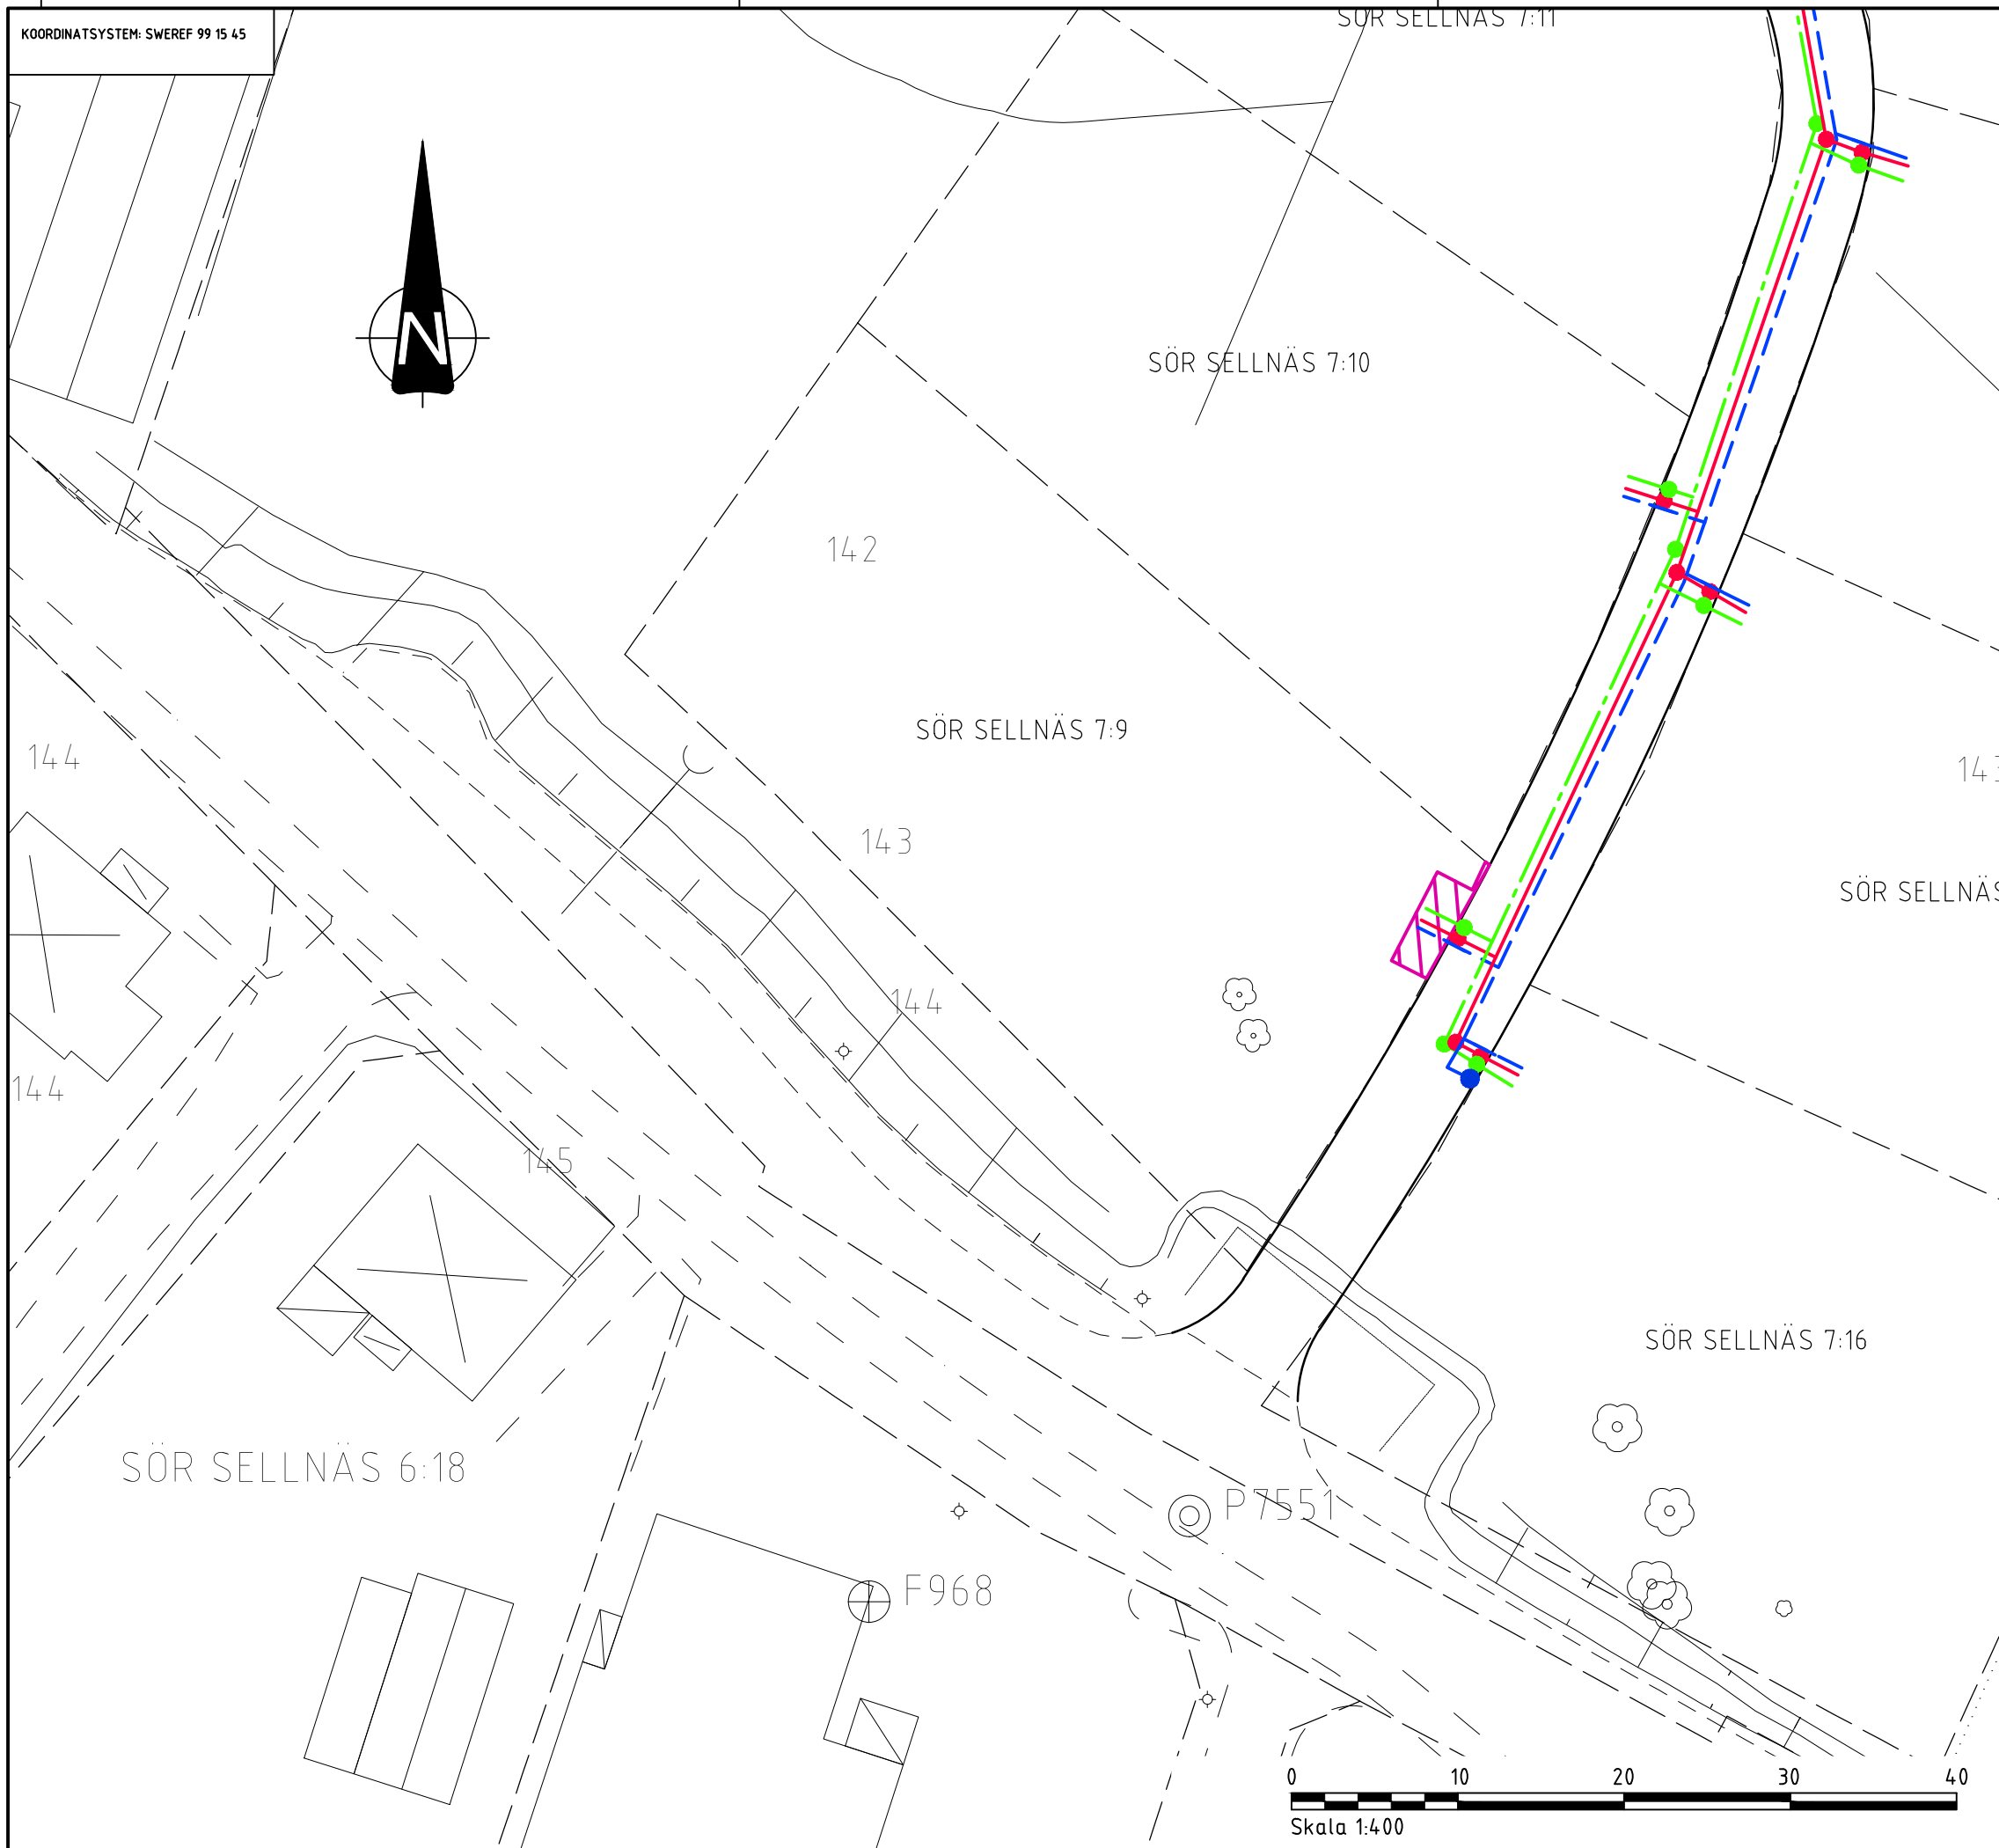 SÖR SELLNÄS 7:11
KOORDINATSYSTEM: SWEREF 99 15 45
N
SÖR SELLNÄS 7:10
142
SÖR SELLNÄS 7:9
144
143
143
SÖR SELLNÄS
144
144
145
SÖR SELLNÄS 7:16
SÖR SELLNÄS 6:18
P7551
F968
0 10 20 30 40
Skala 1:400